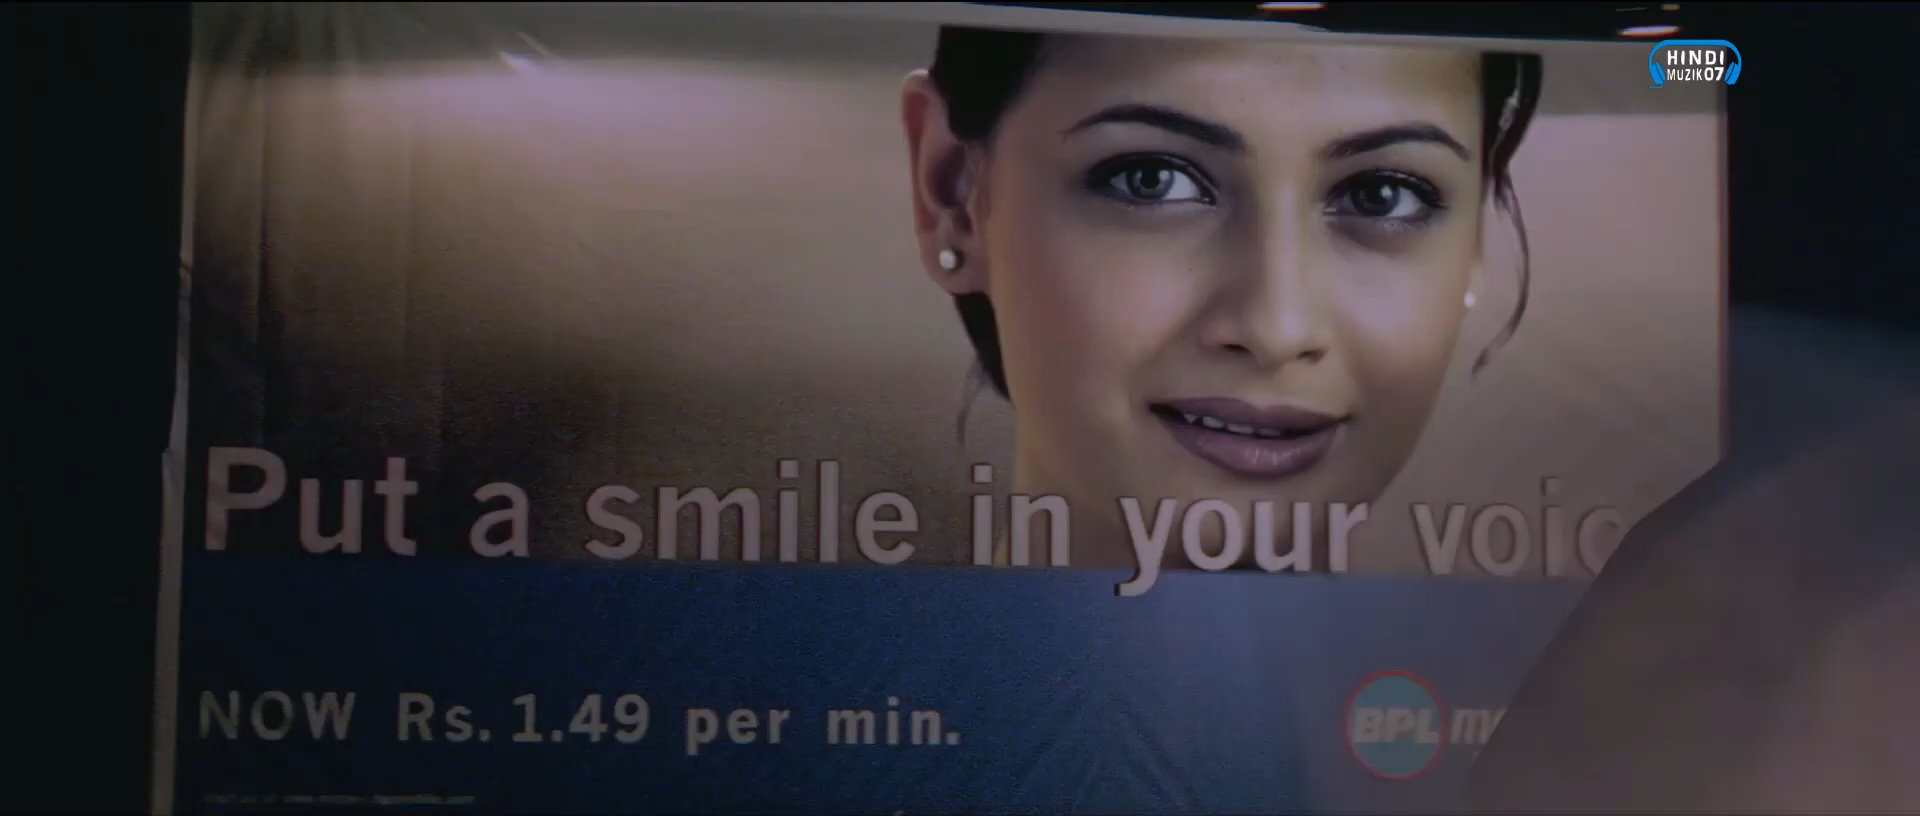 HINDI
MUZIK07
Put a smile in your voic
NOW Rs. 1.49 per min.
BPL m